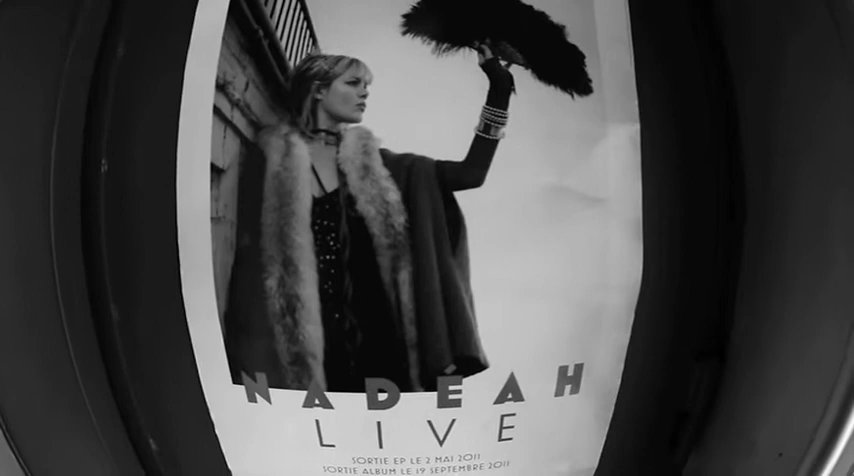 NADÉAH
LIVE
SORTIE EP LE 2 MAI 2011
SORTIE ALBUM LE 19 SEPTEMBRE 2011